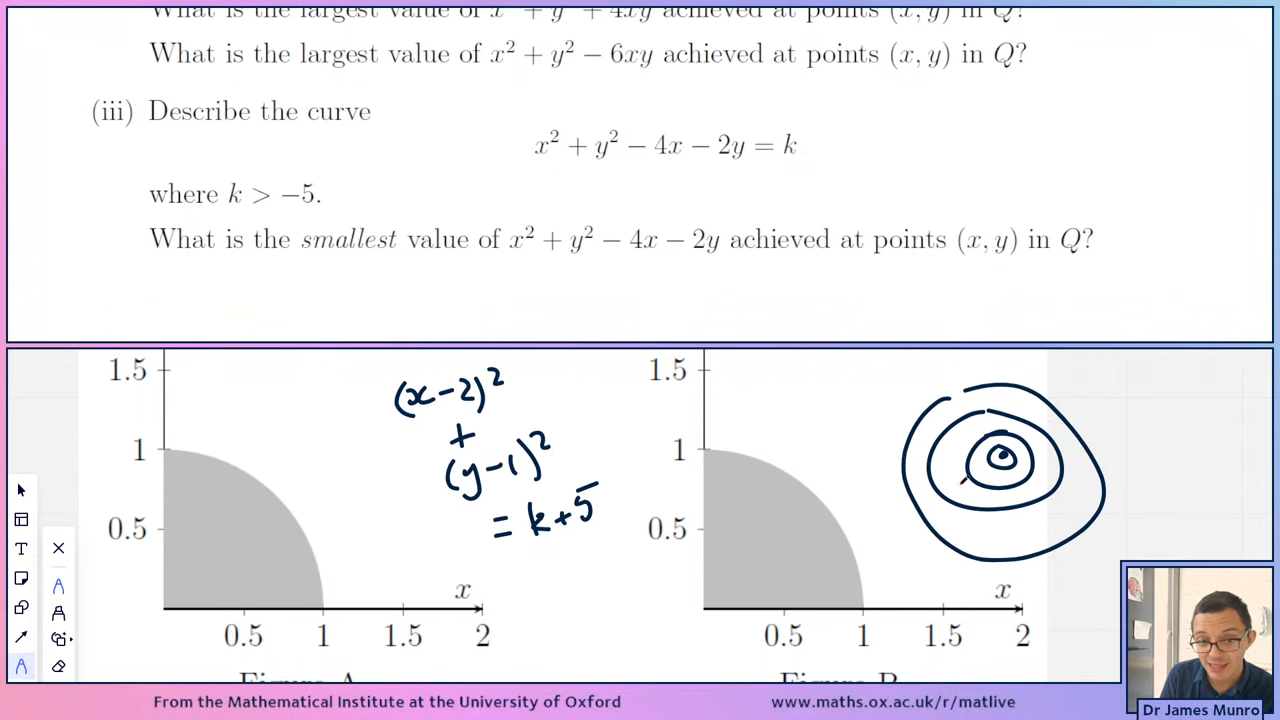 What is the largest value of x² + y² + 4xy achieved at points (x, y) in Q?
What is the largest value of x² + y² − 6xy achieved at points (x, y) in Q?
(iii) Describe the curve
x² + y² − 4x − 2y = k
where k > −5.
What is the smallest value of x² + y² − 4x − 2y achieved at points (x, y) in Q?
1.5
1
0.5
x
0.5 1 1.5 2
Figure A
(x−2)²
+
(y−1)²
= k+5
1.5
1
0.5
x
0.5 1 1.5 2
Figure B
T
Dr James Munro
From the Mathematical Institute at the University of Oxford
www.maths.ox.ac.uk/r/matlive